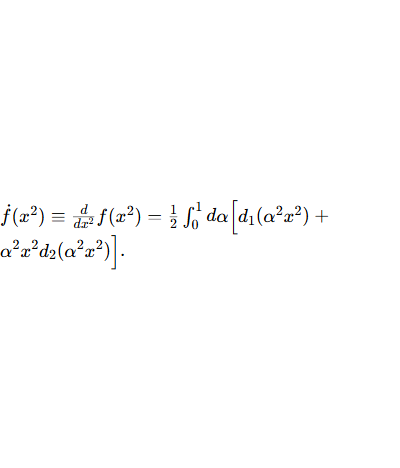 ḟ(x²) ≡ d/dx² f(x²) = 1/2 ∫₀¹ dα[d₁(α²x²) +
α²x²d₂(α²x²)].